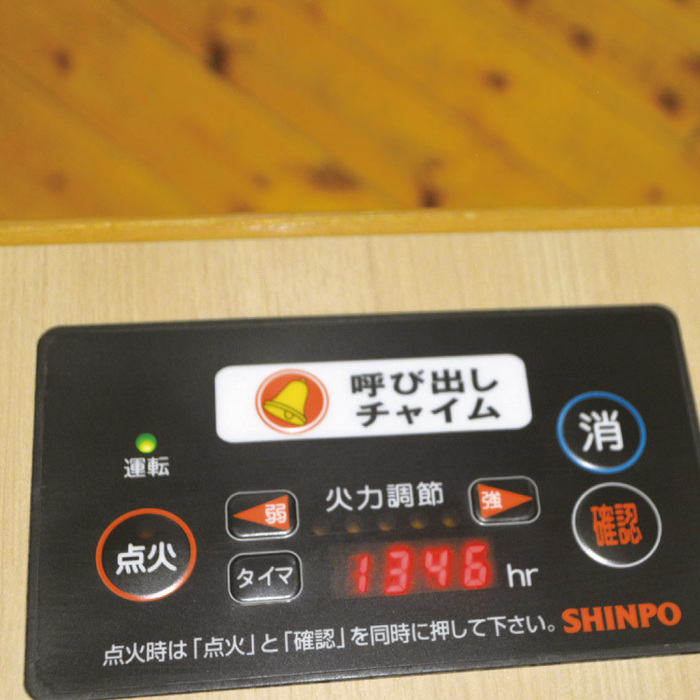 呼び出し
チャイム
消
運転
弱
火力調節
強
確認
点火
タイマ
1346 hr
点火時は「点火」と「確認」を同時に押して下さい。
SHINPO